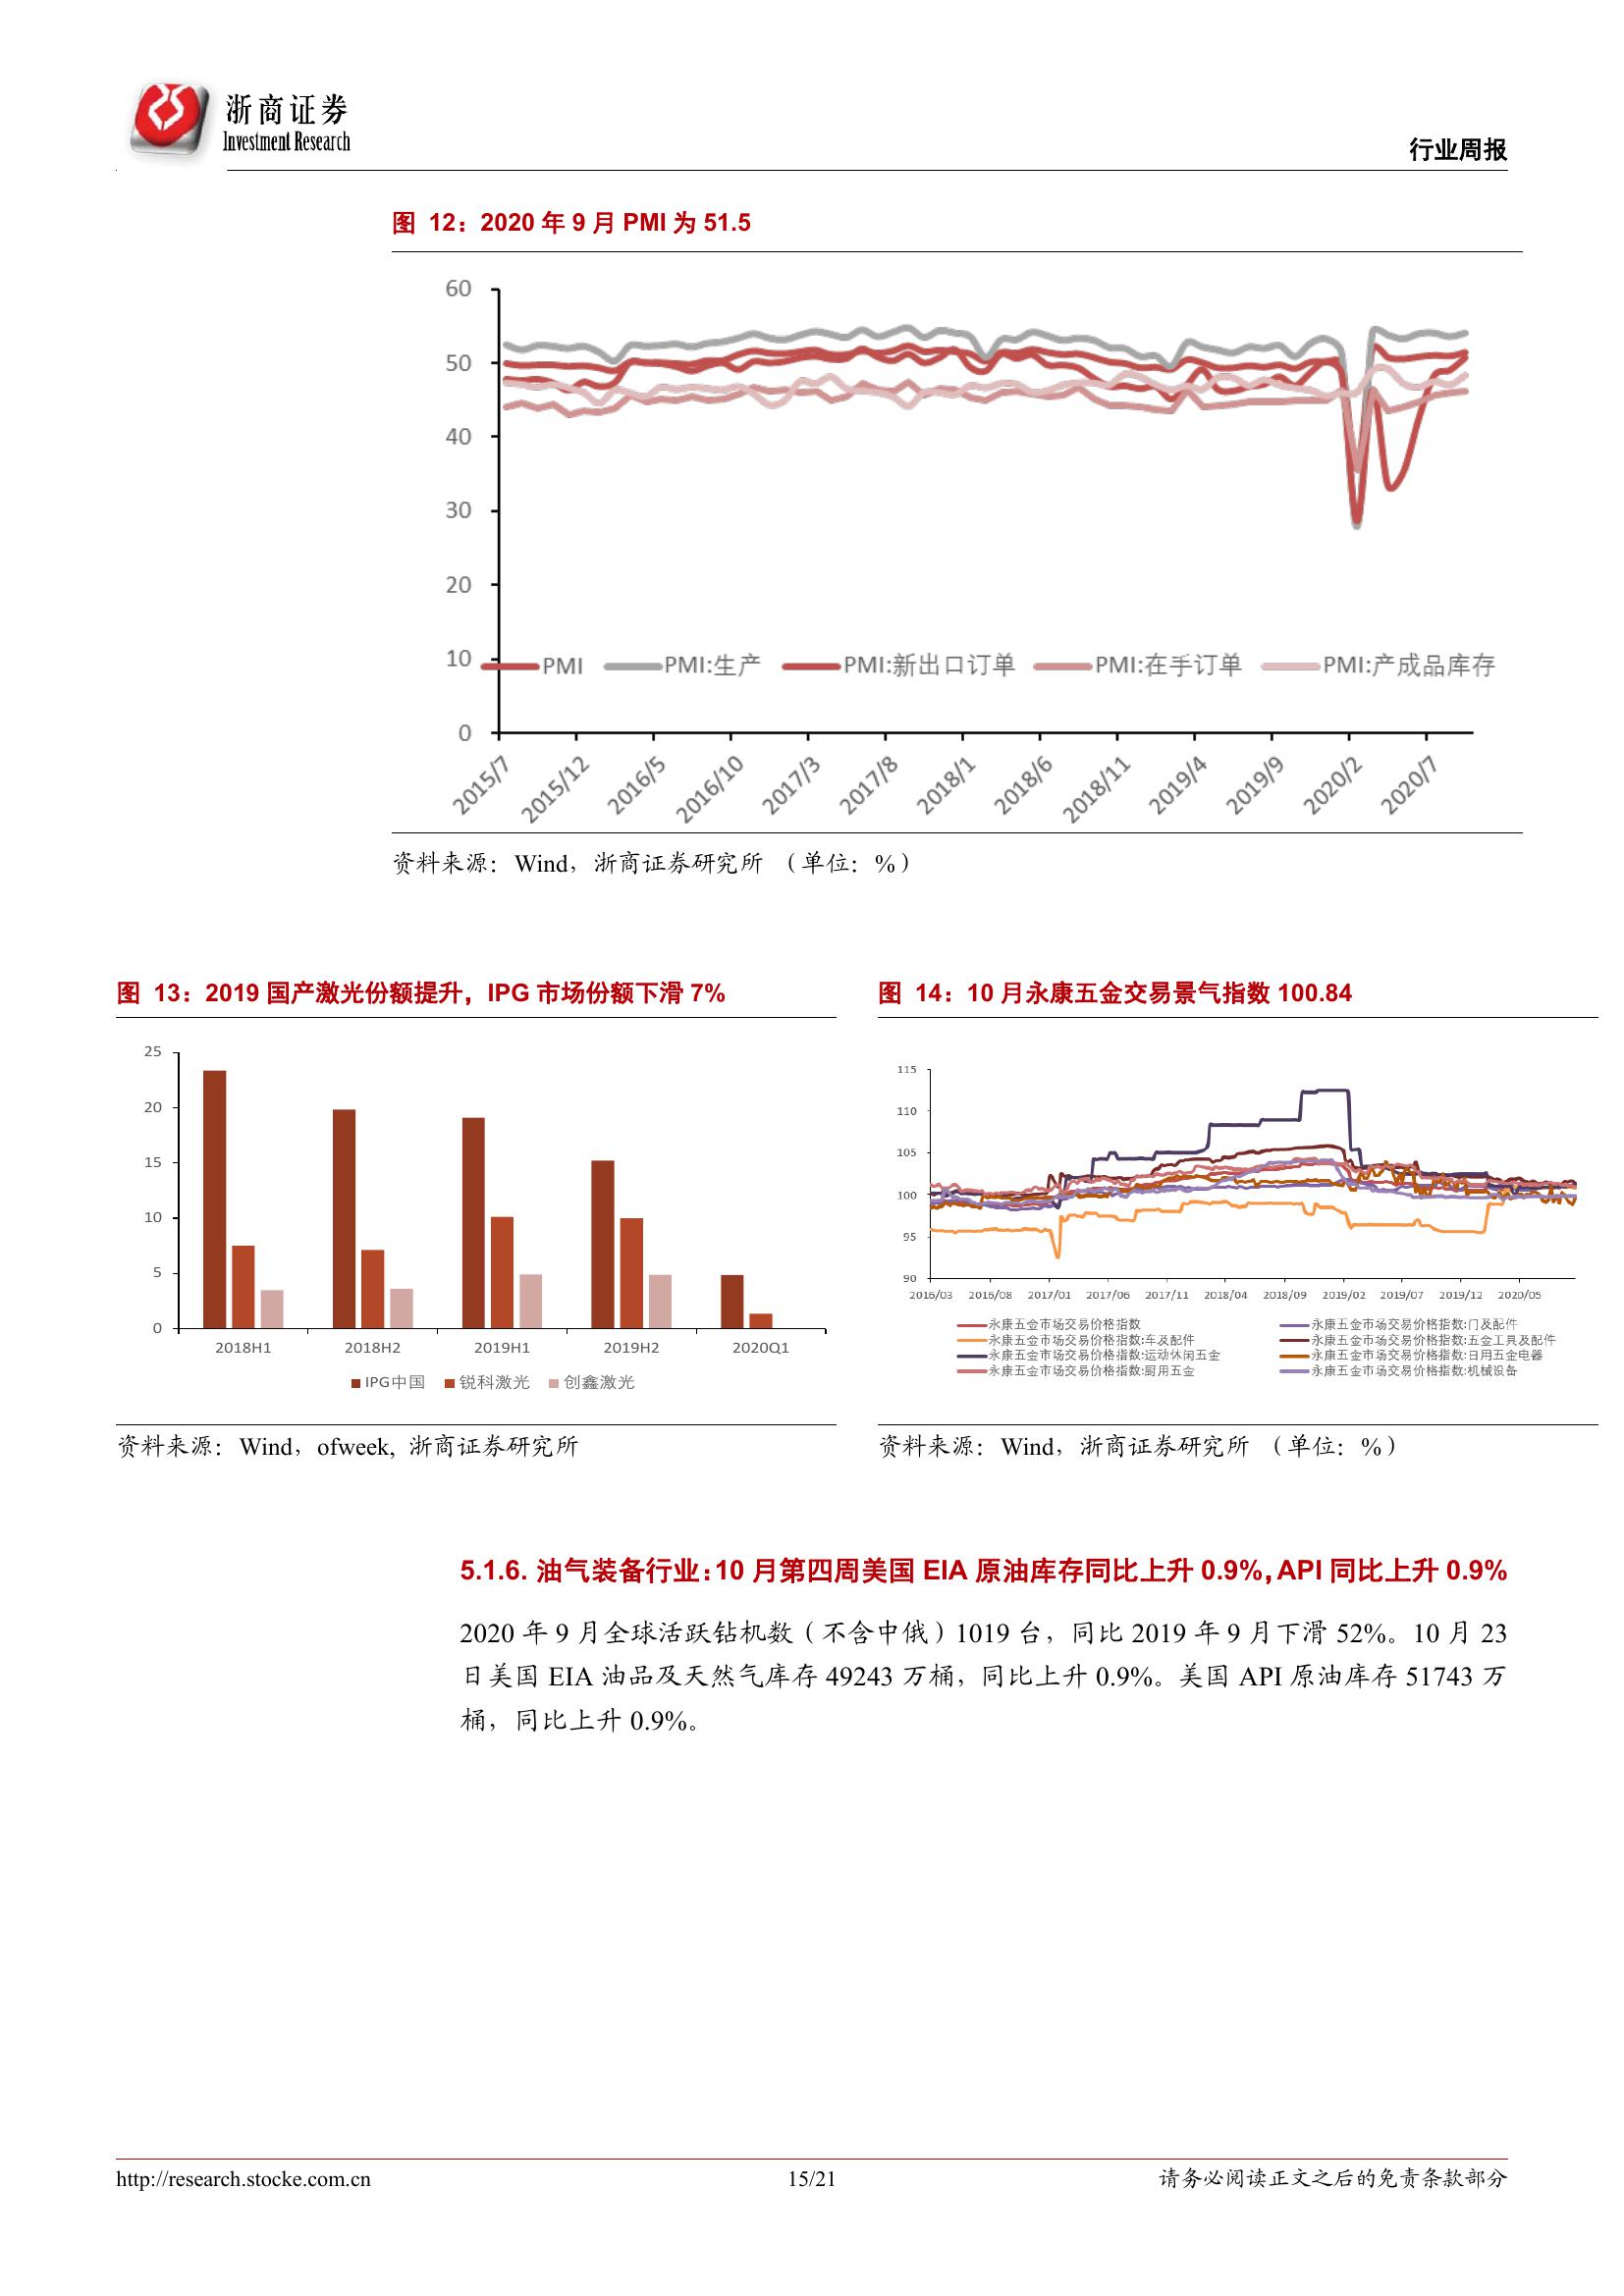 浙商证券
Investment Research
行业周报
图 12：2020 年 9 月 PMI 为 51.5
60
50
40
30
20
10
0
PMI PMI:生产 PMI:新出口订单 PMI:在手订单 PMI:产成品库存
2015/7 2015/12 2016/5 2016/10 2017/3 2017/8 2018/1 2018/6 2018/11 2019/4 2019/9 2020/2 2020/7
资料来源：Wind，浙商证券研究所 （单位：%）
图 13：2019 国产激光份额提升，IPG 市场份额下滑 7%
25
20
15
10
5
0
2018H1 2018H2 2019H1 2019H2 2020Q1
IPG中国 锐科激光 创鑫激光
资料来源：Wind，ofweek, 浙商证券研究所
图 14：10 月永康五金交易景气指数 100.84
115
110
105
100
95
90
2016/03 2016/08 2017/01 2017/06 2017/11 2018/04 2018/09 2019/02 2019/07 2019/12 2020/05
永康五金市场交易价格指数 永康五金市场交易价格指数:门及配件
永康五金市场交易价格指数:车及配件 永康五金市场交易价格指数:五金工具及配件
永康五金市场交易价格指数:运动休闲五金 永康五金市场交易价格指数:日用五金电器
永康五金市场交易价格指数:厨用五金 永康五金市场交易价格指数:机械设备
资料来源：Wind，浙商证券研究所 （单位：%）
5.1.6. 油气装备行业：10 月第四周美国 EIA 原油库存同比上升 0.9%，API 同比上升 0.9%
2020 年 9 月全球活跃钻机数（不含中俄）1019 台，同比 2019 年 9 月下滑 52%。10 月 23
日美国 EIA 油品及天然气库存 49243 万桶，同比上升 0.9%。美国 API 原油库存 51743 万
桶，同比上升 0.9%。
http://research.stocke.com.cn
15/21
请务必阅读正文之后的免责条款部分